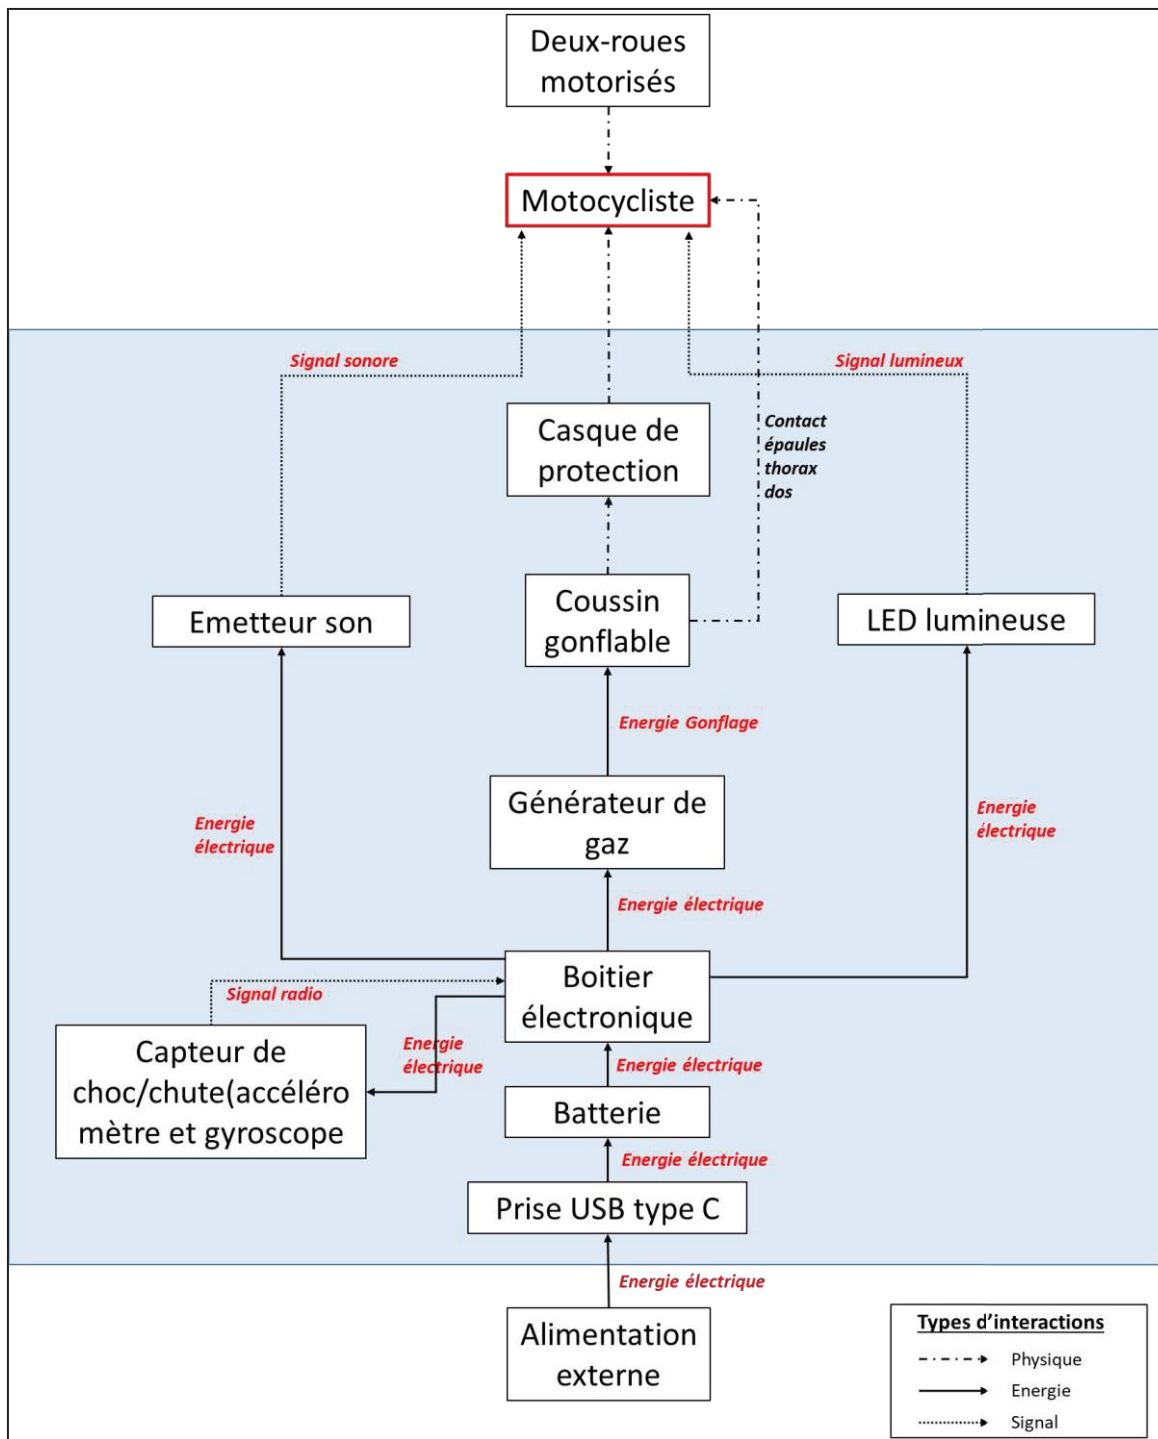 Deux-roues
motorisés
Motocycliste
Signal sonore
Signal lumineux
Casque de
protection
Contact
épaules
thorax
dos
Emetteur son
Coussin
gonflable
LED lumineuse
Energie Gonflage
Générateur de
gaz
Energie
électrique
Energie
électrique
Energie électrique
Boitier
électronique
Signal radio
Capteur de
choc/chute(accéléro
mètre et gyroscope
Energie
électrique
Energie électrique
Batterie
Energie électrique
Prise USB type C
Energie électrique
Alimentation
externe
Types d'interactions
Physique
Energie
Signal